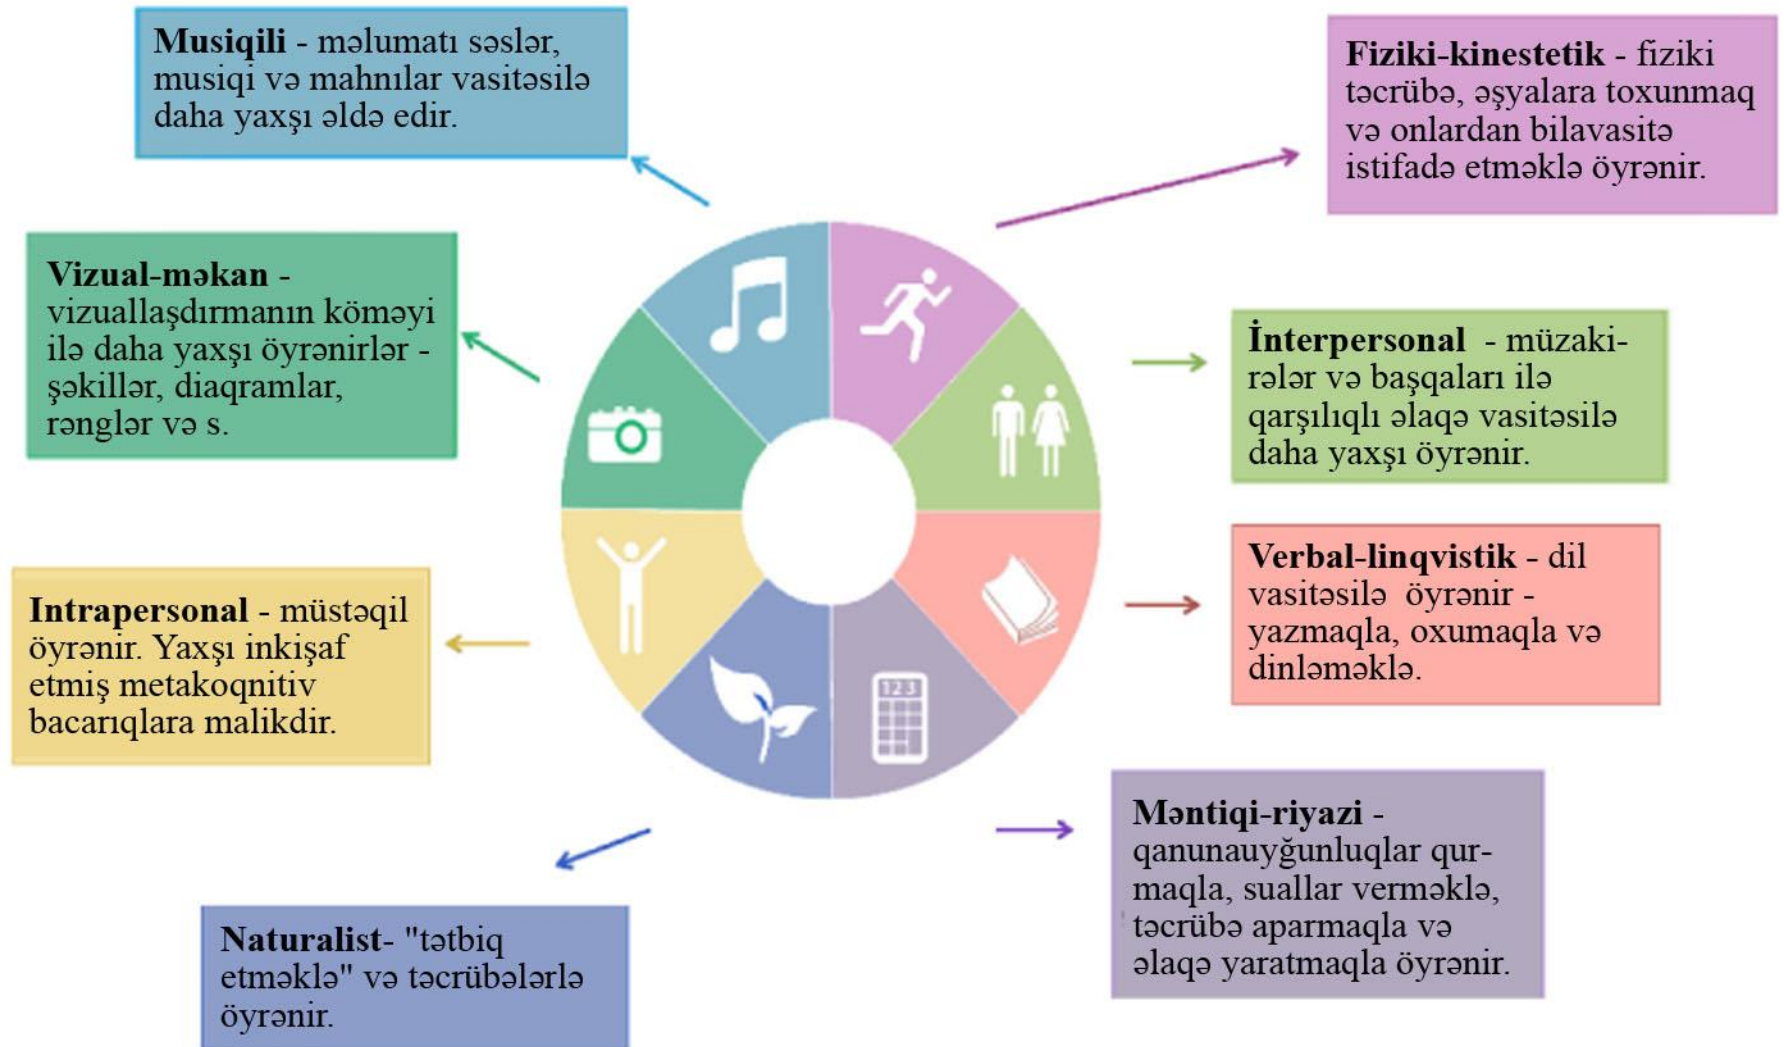 Musiqili - məlumatı səslər,
musiqi və mahnılar vasitəsilə
daha yaxşı əldə edir.
Fiziki-kinestetik - fiziki
təcrübə, əşyalara toxunmaq
və onlardan bilavasitə
istifadə etməklə öyrənir.
Vizual-məkan -
vizuallaşdırmanın köməyi
ilə daha yaxşı öyrənirlər -
şəkillər, diaqramlar,
rənglər və s.
İnterpersonal - müzaki-
rələr və başqaları ilə
qarşılıqlı əlaqə vasitəsilə
daha yaxşı öyrənir.
Intrapersonal - müstəqil
öyrənir. Yaxşı inkişaf
etmiş metakoqnitiv
bacarıqlara malikdir.
Verbal-linqvistik - dil
vasitəsilə öyrənir -
yazmaqla, oxumaqla və
dinləməklə.
123
Naturalist- "tətbiq
etməklə" və təcrübələrlə
öyrənir.
Məntiqi-riyazi -
qanunauyğunluqlar qur-
maqla, suallar verməklə,
təcrübə aparmaqla və
əlaqə yaratmaqla öyrənir.